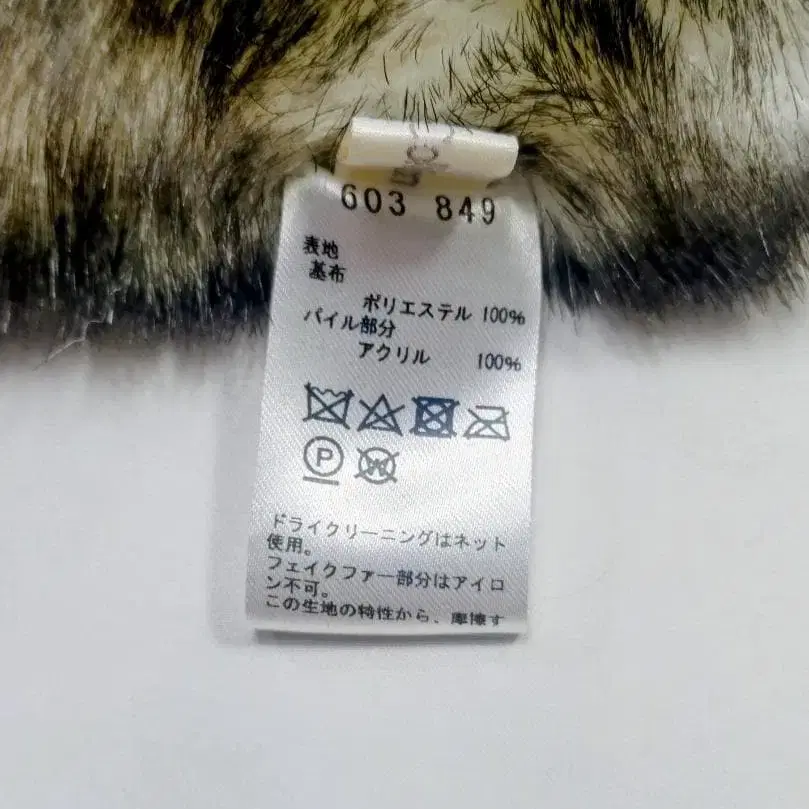 603 849
表地
基布
ポリエステル 100%
パイル部分
アクリル 100%
P
W
ドライクリーニングはネット
使用。
フェイクファー部分はアイロ
ン不可。
この生地の特性から、摩擦す